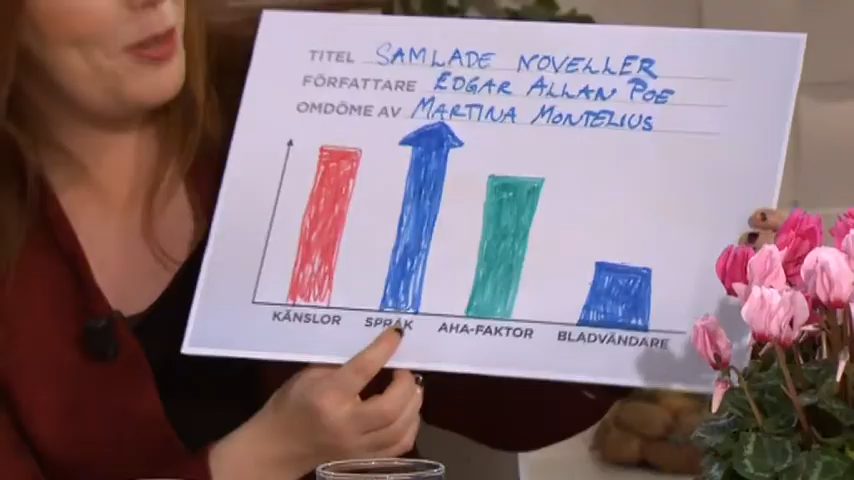 TITEL SAMLADE NOVELLER
FÖRFATTARE EDGAR ALLAN POE
OMDÖME AV MARTINA MONTELIUS
KÄNSLOR SPRÅK AHA-FAKTOR BLADVÄNDARE